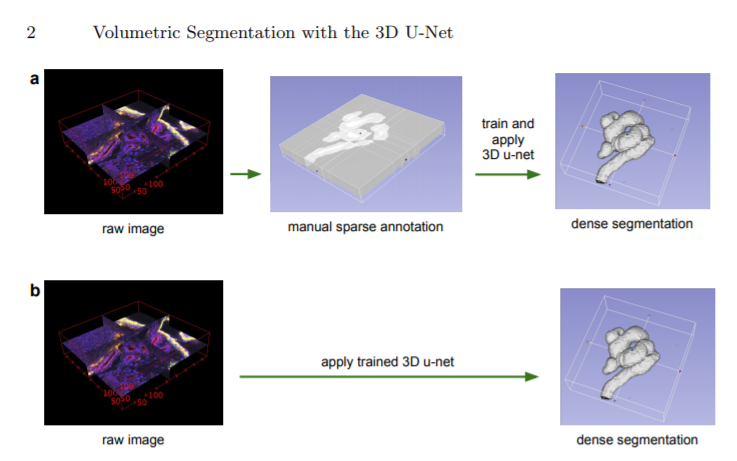 2 Volumetric Segmentation with the 3D U-Net
a
train and
apply
3D u-net
raw image
manual sparse annotation
dense segmentation
b
apply trained 3D u-net
raw image
dense segmentation